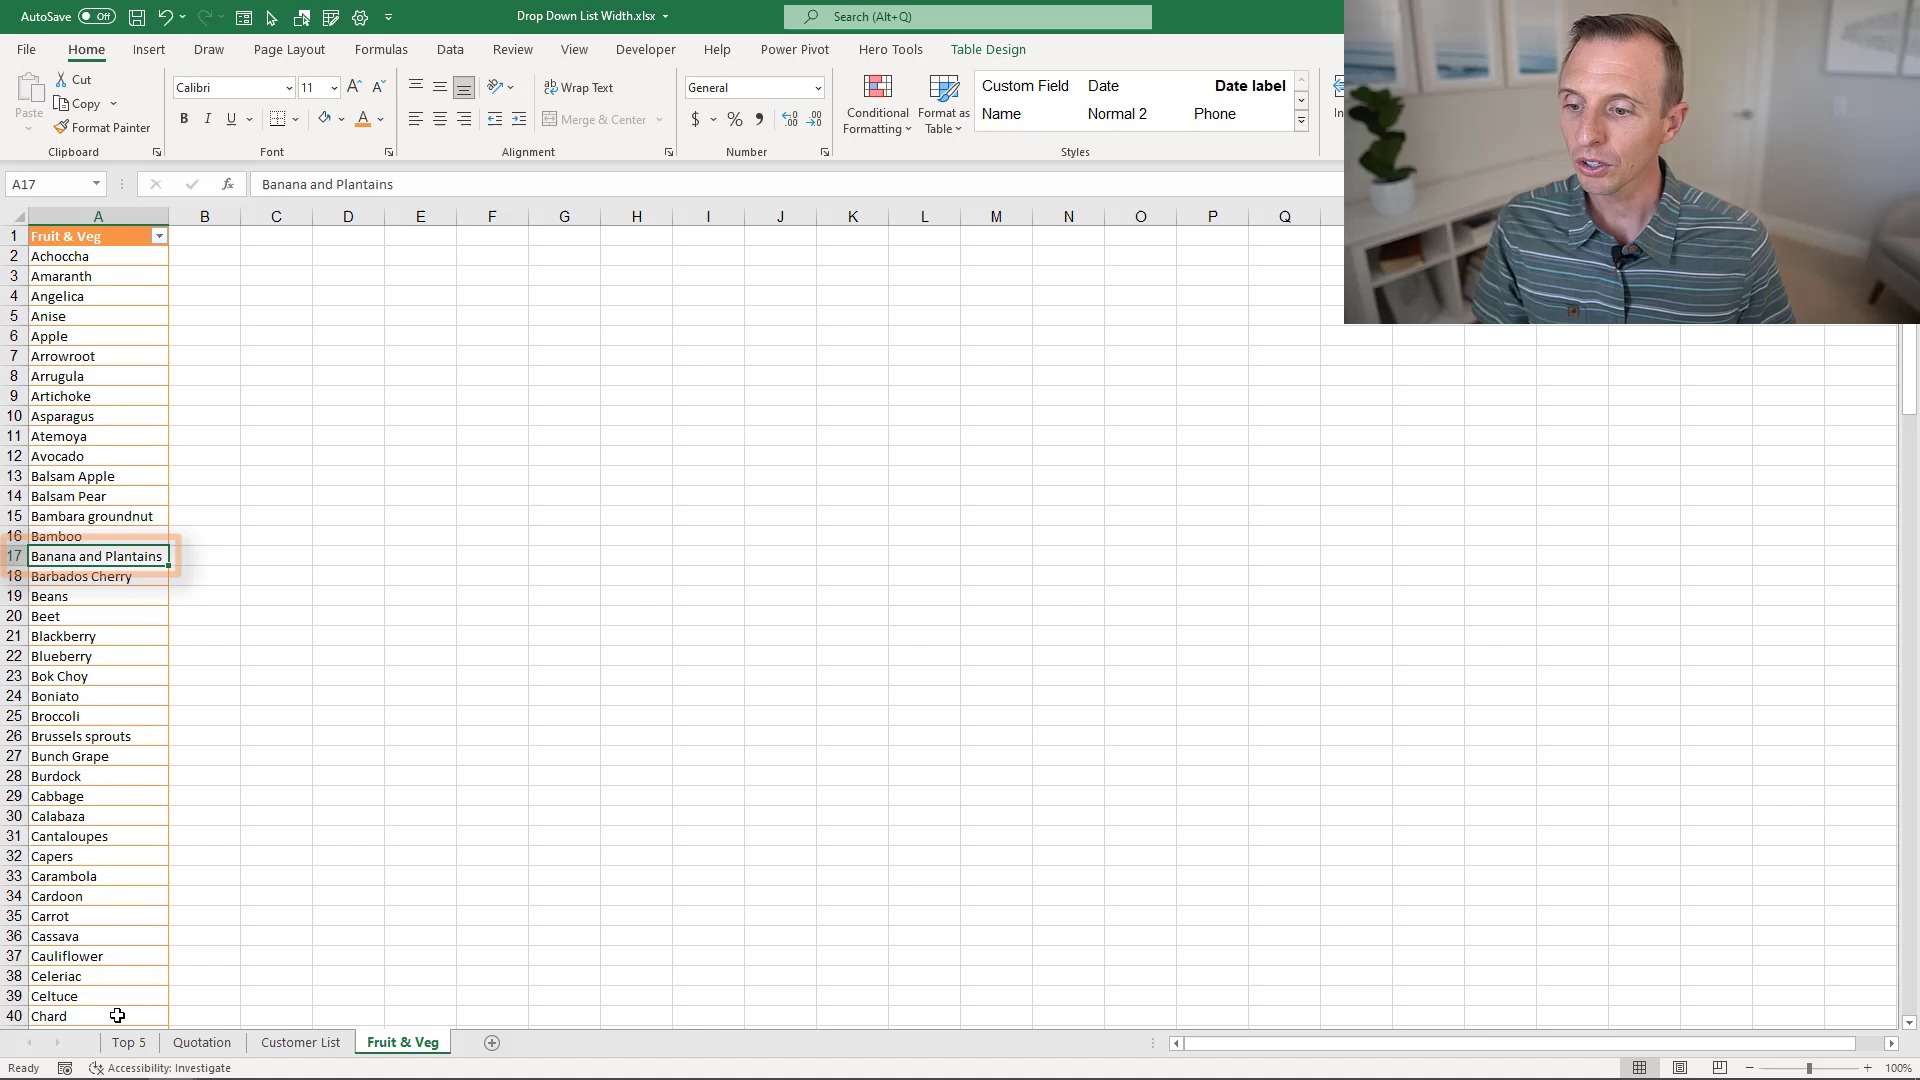 AutoSave Off Drop Down List Width.xlsx Search (Alt+Q)
File Home Insert Draw Page Layout Formulas Data Review View Developer Help Power Pivot Hero Tools Table Design
Paste
Cut
Copy
Format Painter
Calibri 11
B I U
Wrap Text
Merge & Center
General
$ %
Conditional Formatting
Format as Table
Custom Field Date Date label
Name Normal 2 Phone
In
Clipboard Font Alignment Number Styles
A17 fx Banana and Plantains
A B C D E F G H I J K L M N O P Q
1 Fruit & Veg
2 Achoccha
3 Amaranth
4 Angelica
5 Anise
6 Apple
7 Arrowroot
8 Arrugula
9 Artichoke
10 Asparagus
11 Atemoya
12 Avocado
13 Balsam Apple
14 Balsam Pear
15 Bambara groundnut
16 Bamboo
17 Banana and Plantains
18 Barbados Cherry
19 Beans
20 Beet
21 Blackberry
22 Blueberry
23 Bok Choy
24 Boniato
25 Broccoli
26 Brussels sprouts
27 Bunch Grape
28 Burdock
29 Cabbage
30 Calabaza
31 Cantaloupes
32 Capers
33 Carambola
34 Cardoon
35 Carrot
36 Cassava
37 Cauliflower
38 Celeriac
39 Celtuce
40 Chard
Top 5 Quotation Customer List Fruit & Veg
Ready Accessibility: Investigate 100%